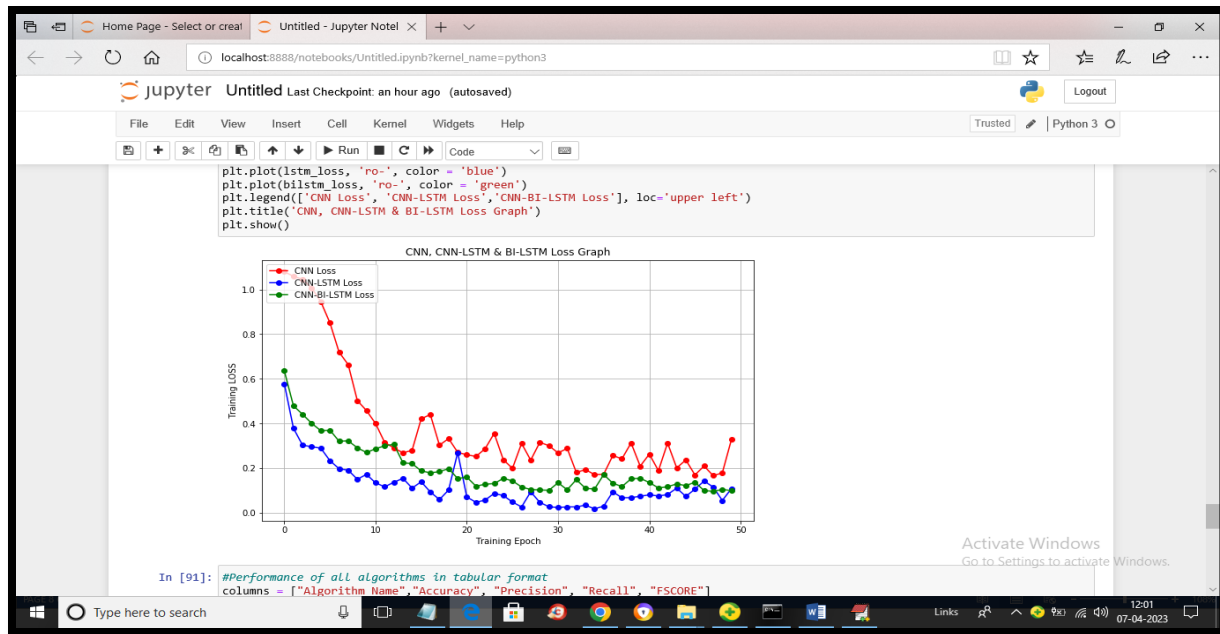 Home Page - Select or creat
Untitled - Jupyter Notel
localhost:8888/notebooks/Untitled.ipynb?kernel_name=python3
jupyter Untitled Last Checkpoint: an hour ago (autosaved)
Logout
File Edit View Insert Cell Kernel Widgets Help
Trusted Python 3
Run Code
plt.plot(lstm_loss, 'ro-', color = 'blue')
plt.plot(bilstm_loss, 'ro-', color = 'green')
plt.legend(['CNN Loss', 'CNN-LSTM Loss','CNN-BI-LSTM Loss'], loc='upper left')
plt.title('CNN, CNN-LSTM & BI-LSTM Loss Graph')
plt.show()
CNN, CNN-LSTM & BI-LSTM Loss Graph
CNN Loss
CNN-LSTM Loss
CNN-BI-LSTM Loss
1.0
0.8
0.6
0.4
0.2
0.0
Training LOSS
0 10 20 30 40 50
Training Epoch
Activate Windows
Go to Settings to activate Windows.
In [91]: #Performance of all algorithms in tabular format
columns = ["Algorithm Name","Accuracy", "Precision", "Recall", "FSCORE"]
Type here to search
Links
12:01
07-04-2023